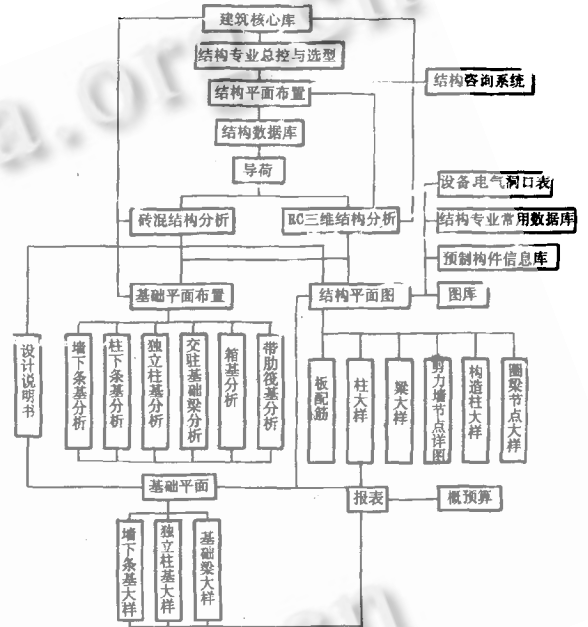 建筑核心库
结构专业总控与选型
结构咨询系统
结构平面布置
结构数据库
导荷
设备电气洞口表
砖混结构分析
RC三维结构分析
结构专业常用数据库
预制构件信息库
基础平面布置
结构平面图
图库
设计说明书
墙下条基分析
柱下条基分析
独立柱基分析
交驻基础梁分析
箱基分析
带肋筏基分析
板配筋
柱大样
梁大样
剪力墙节点详图
构造柱大样
圈梁节点大样
基础平面
报表
概预算
墙下条基大样
独立柱基大样
基础梁大样